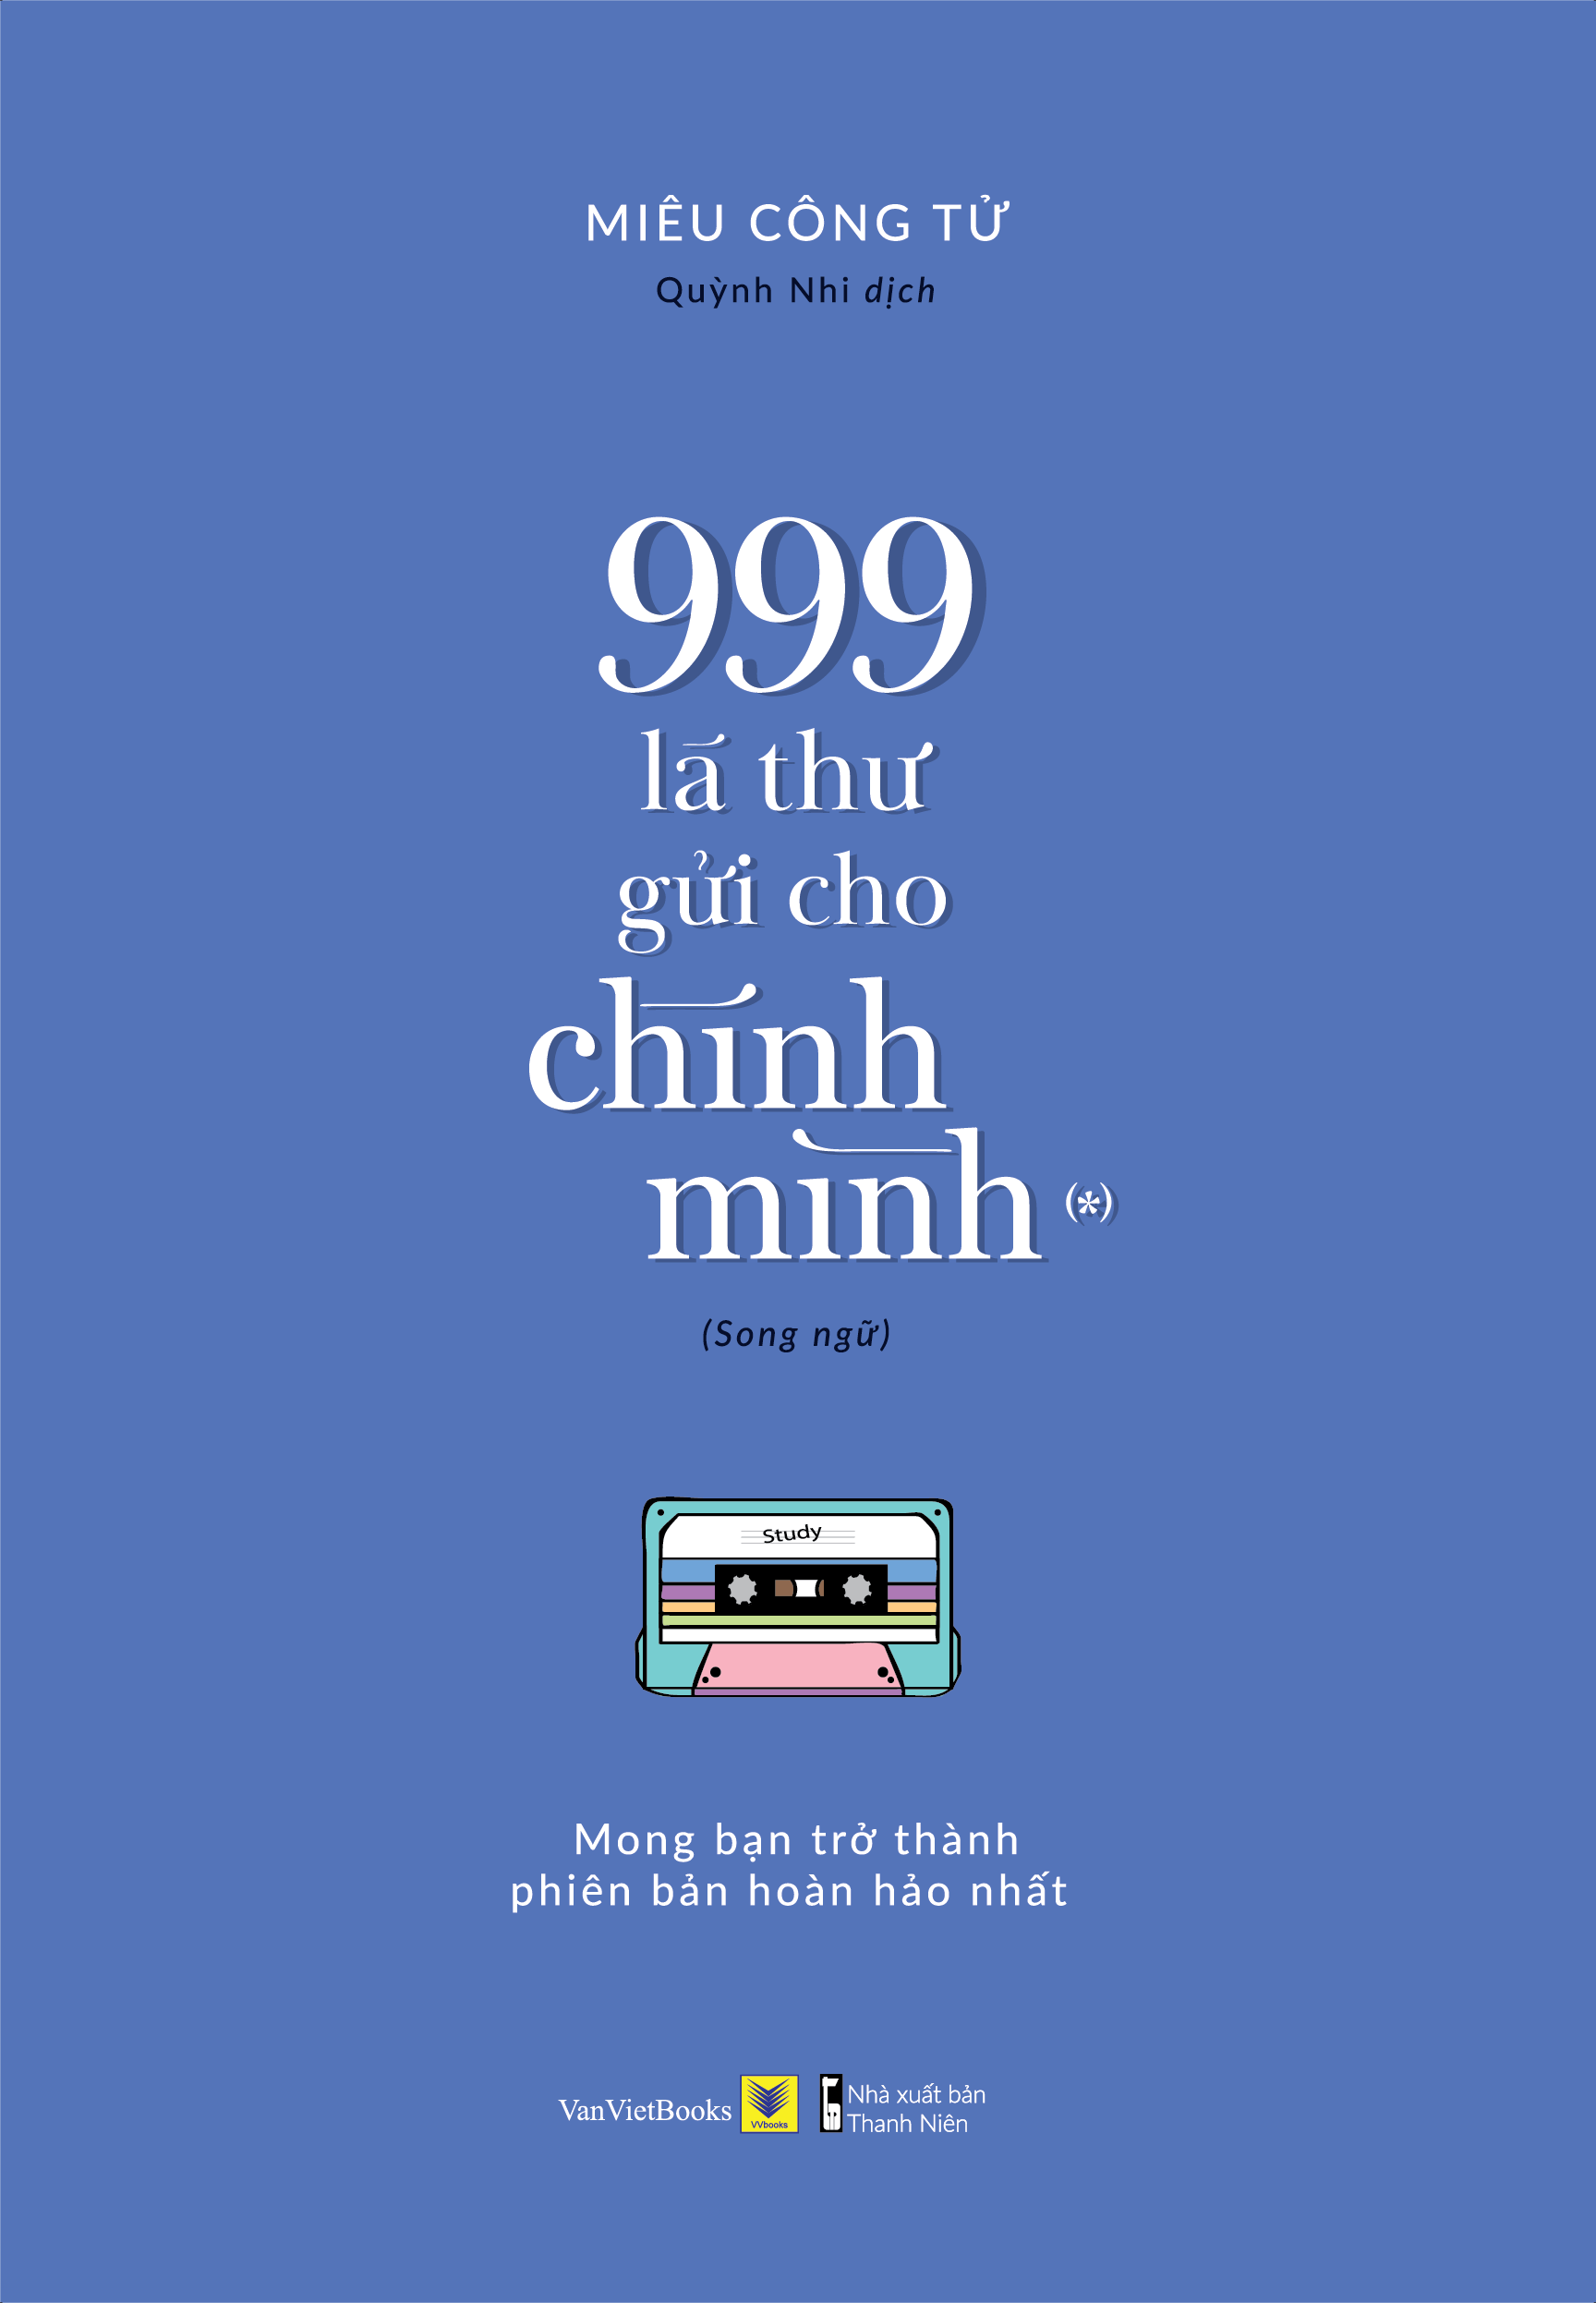 MIÊU CÔNG TỬ
Quỳnh Nhi dịch
999
lá thư
gửi cho
chính
mình (*)
(Song ngữ)
Study
Mong bạn trở thành
phiên bản hoàn hảo nhất
VanVietBooks
VVbooks
Nhà xuất bản
Thanh Niên